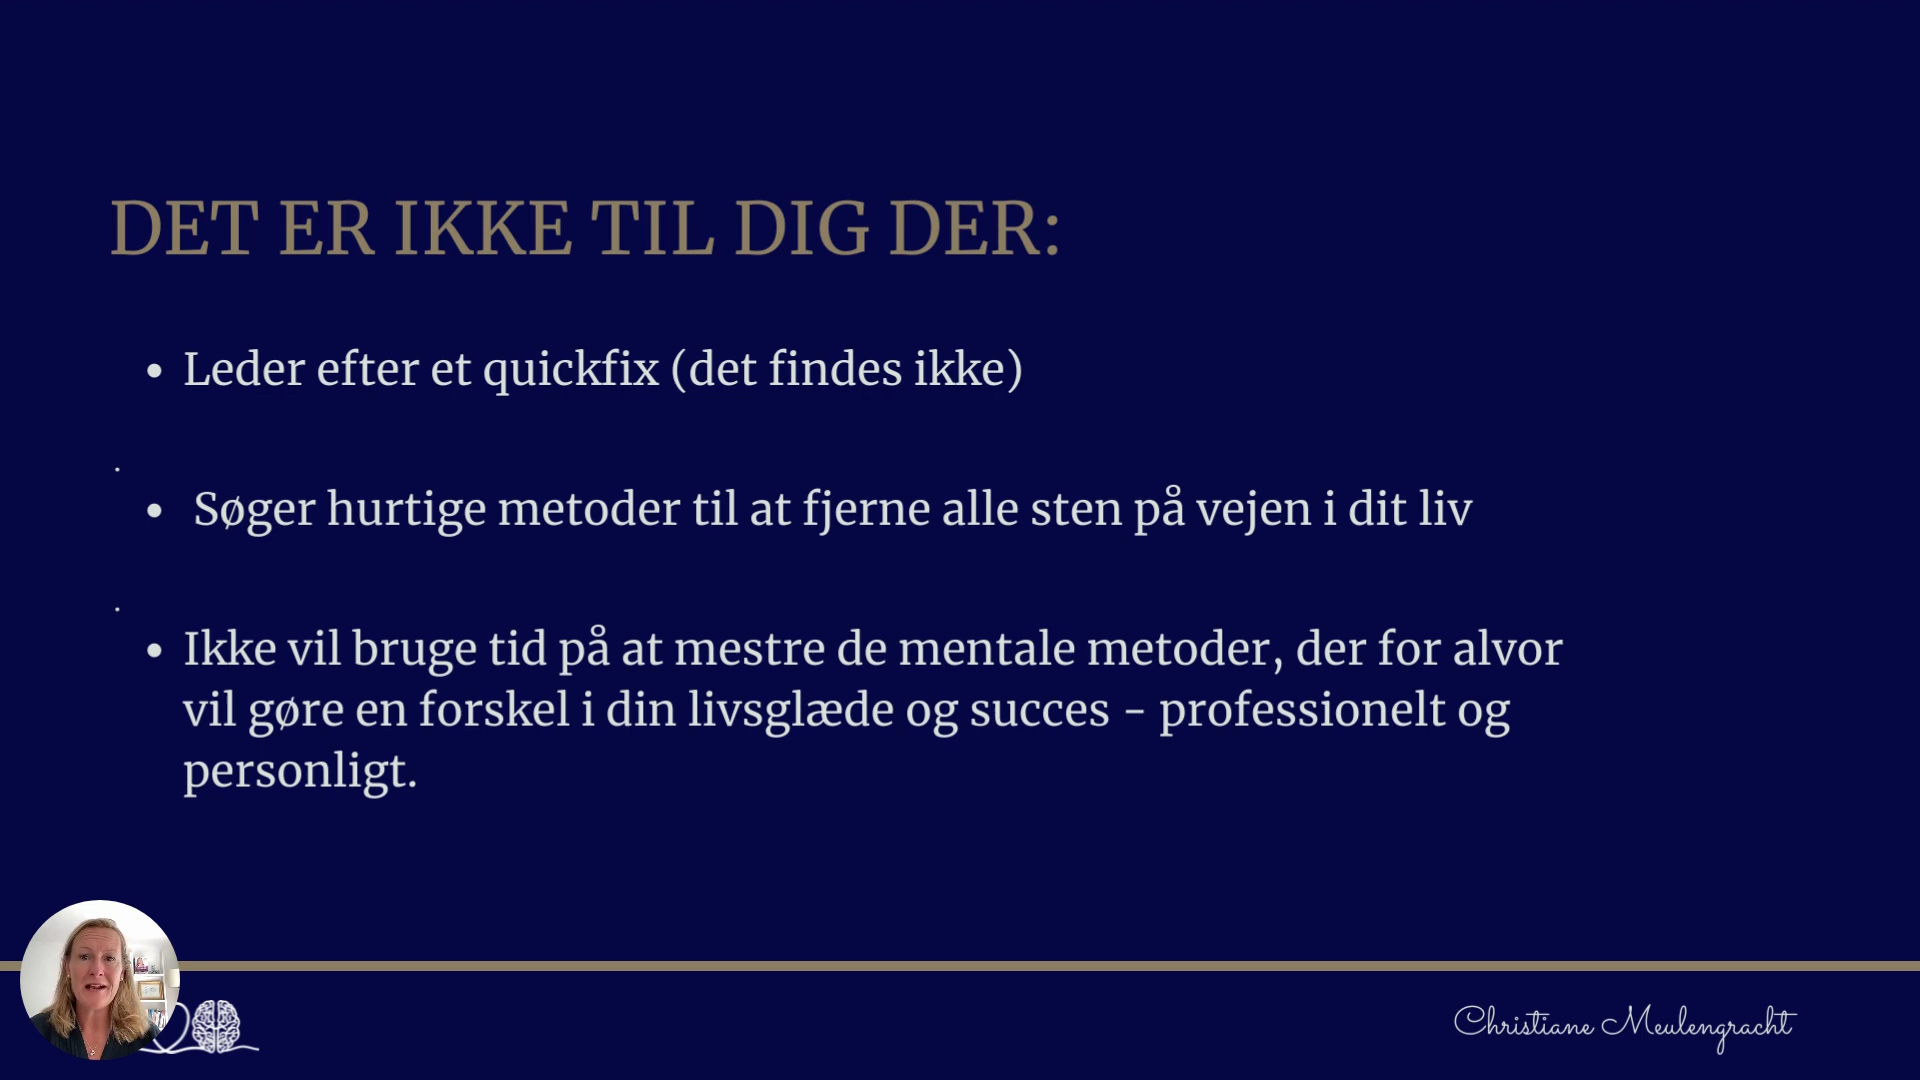 DET ER IKKE TIL DIG DER:
• Leder efter et quickfix (det findes ikke)
• Søger hurtige metoder til at fjerne alle sten på vejen i dit liv
• Ikke vil bruge tid på at mestre de mentale metoder, der for alvor
vil gøre en forskel i din livsglæde og succes - professionelt og
personligt.
Christiane Meulengracht